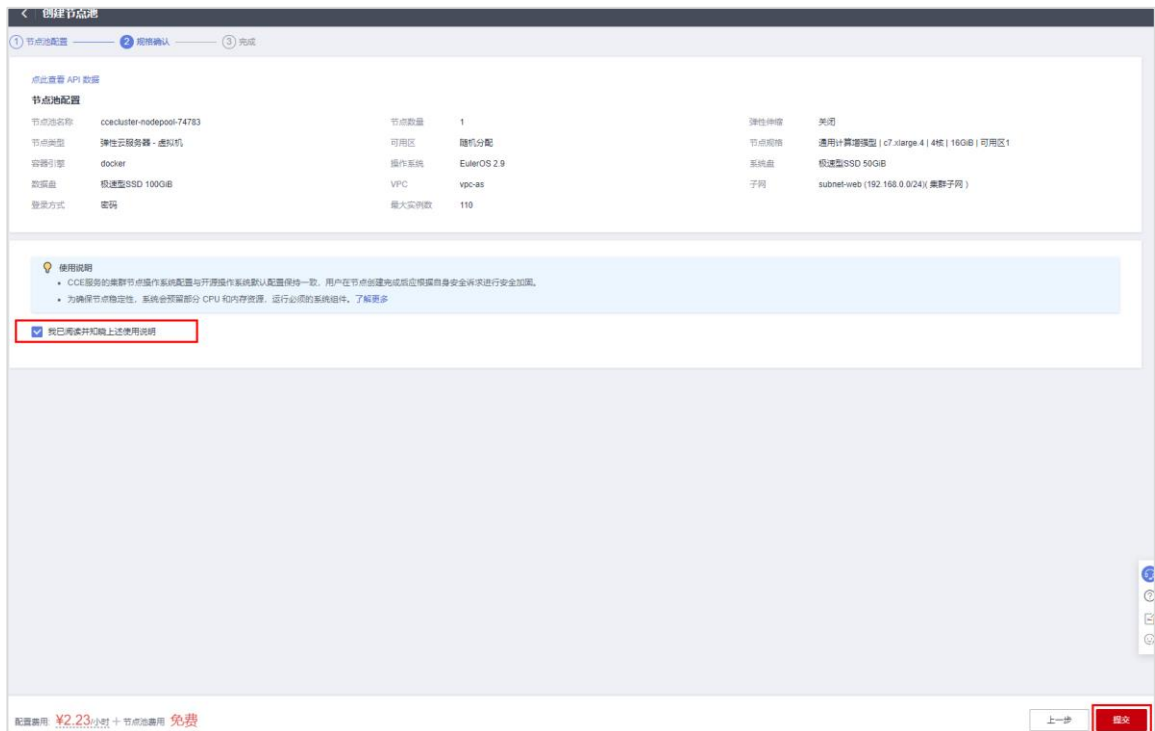 创建节点池
1 节点池配置 2 规格确认 3 完成
点此查看 API 数据
节点池配置
节点池名称 ccecluster-nodepool-74783 节点数量 1 弹性伸缩 关闭
节点类型 弹性云服务器 - 虚拟机 可用区 随机分配 节点规格 通用计算增强型 | c7.xlarge.4 | 4核 | 16GiB | 可用区1
容器引擎 docker 操作系统 EulerOS 2.9 系统盘 极速型SSD 50GiB
数据盘 极速型SSD 100GiB VPC vpc-as 子网 subnet-web (192.168.0.0/24)( 集群子网 )
登录方式 密码 最大实例数 110
使用说明
• CCE服务的集群节点操作系统配置与开源操作系统默认配置保持一致，用户在节点创建完成后应根据自身安全诉求进行安全加固。
• 为确保节点稳定性，系统会预留部分 CPU 和内存资源，运行必须的系统组件。了解更多
我已阅读并知晓上述使用说明
配置费用 ¥2.23/小时 + 节点池费用 免费
上一步 提交